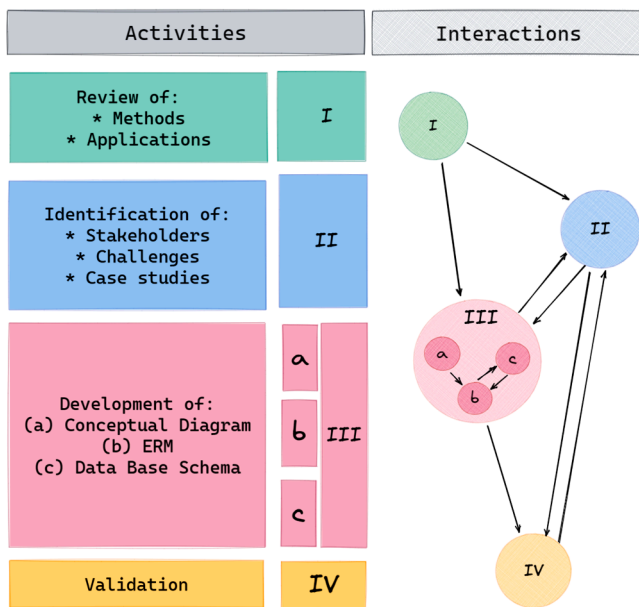 Activities
Interactions
Review of:
* Methods
* Applications
I
Identification of:
* Stakeholders
* Challenges
* Case studies
II
Development of:
(a) Conceptual Diagram
(b) ERM
(c) Data Base Schema
a
b
c
III
Validation
IV
I
II
III
a
c
b
IV